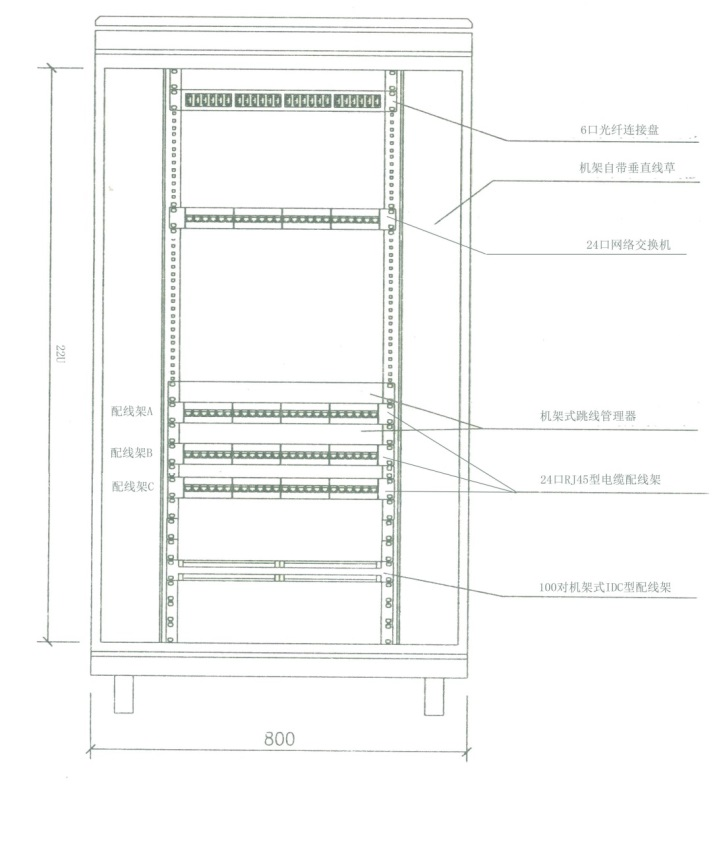 6口光纤连接盘
机架自带垂直线草
24口网络交换机
22U
配线架A
机架式跳线管理器
配线架B
24口RJ45型电缆配线架
配线架C
100对机架式IDC型配线架
800